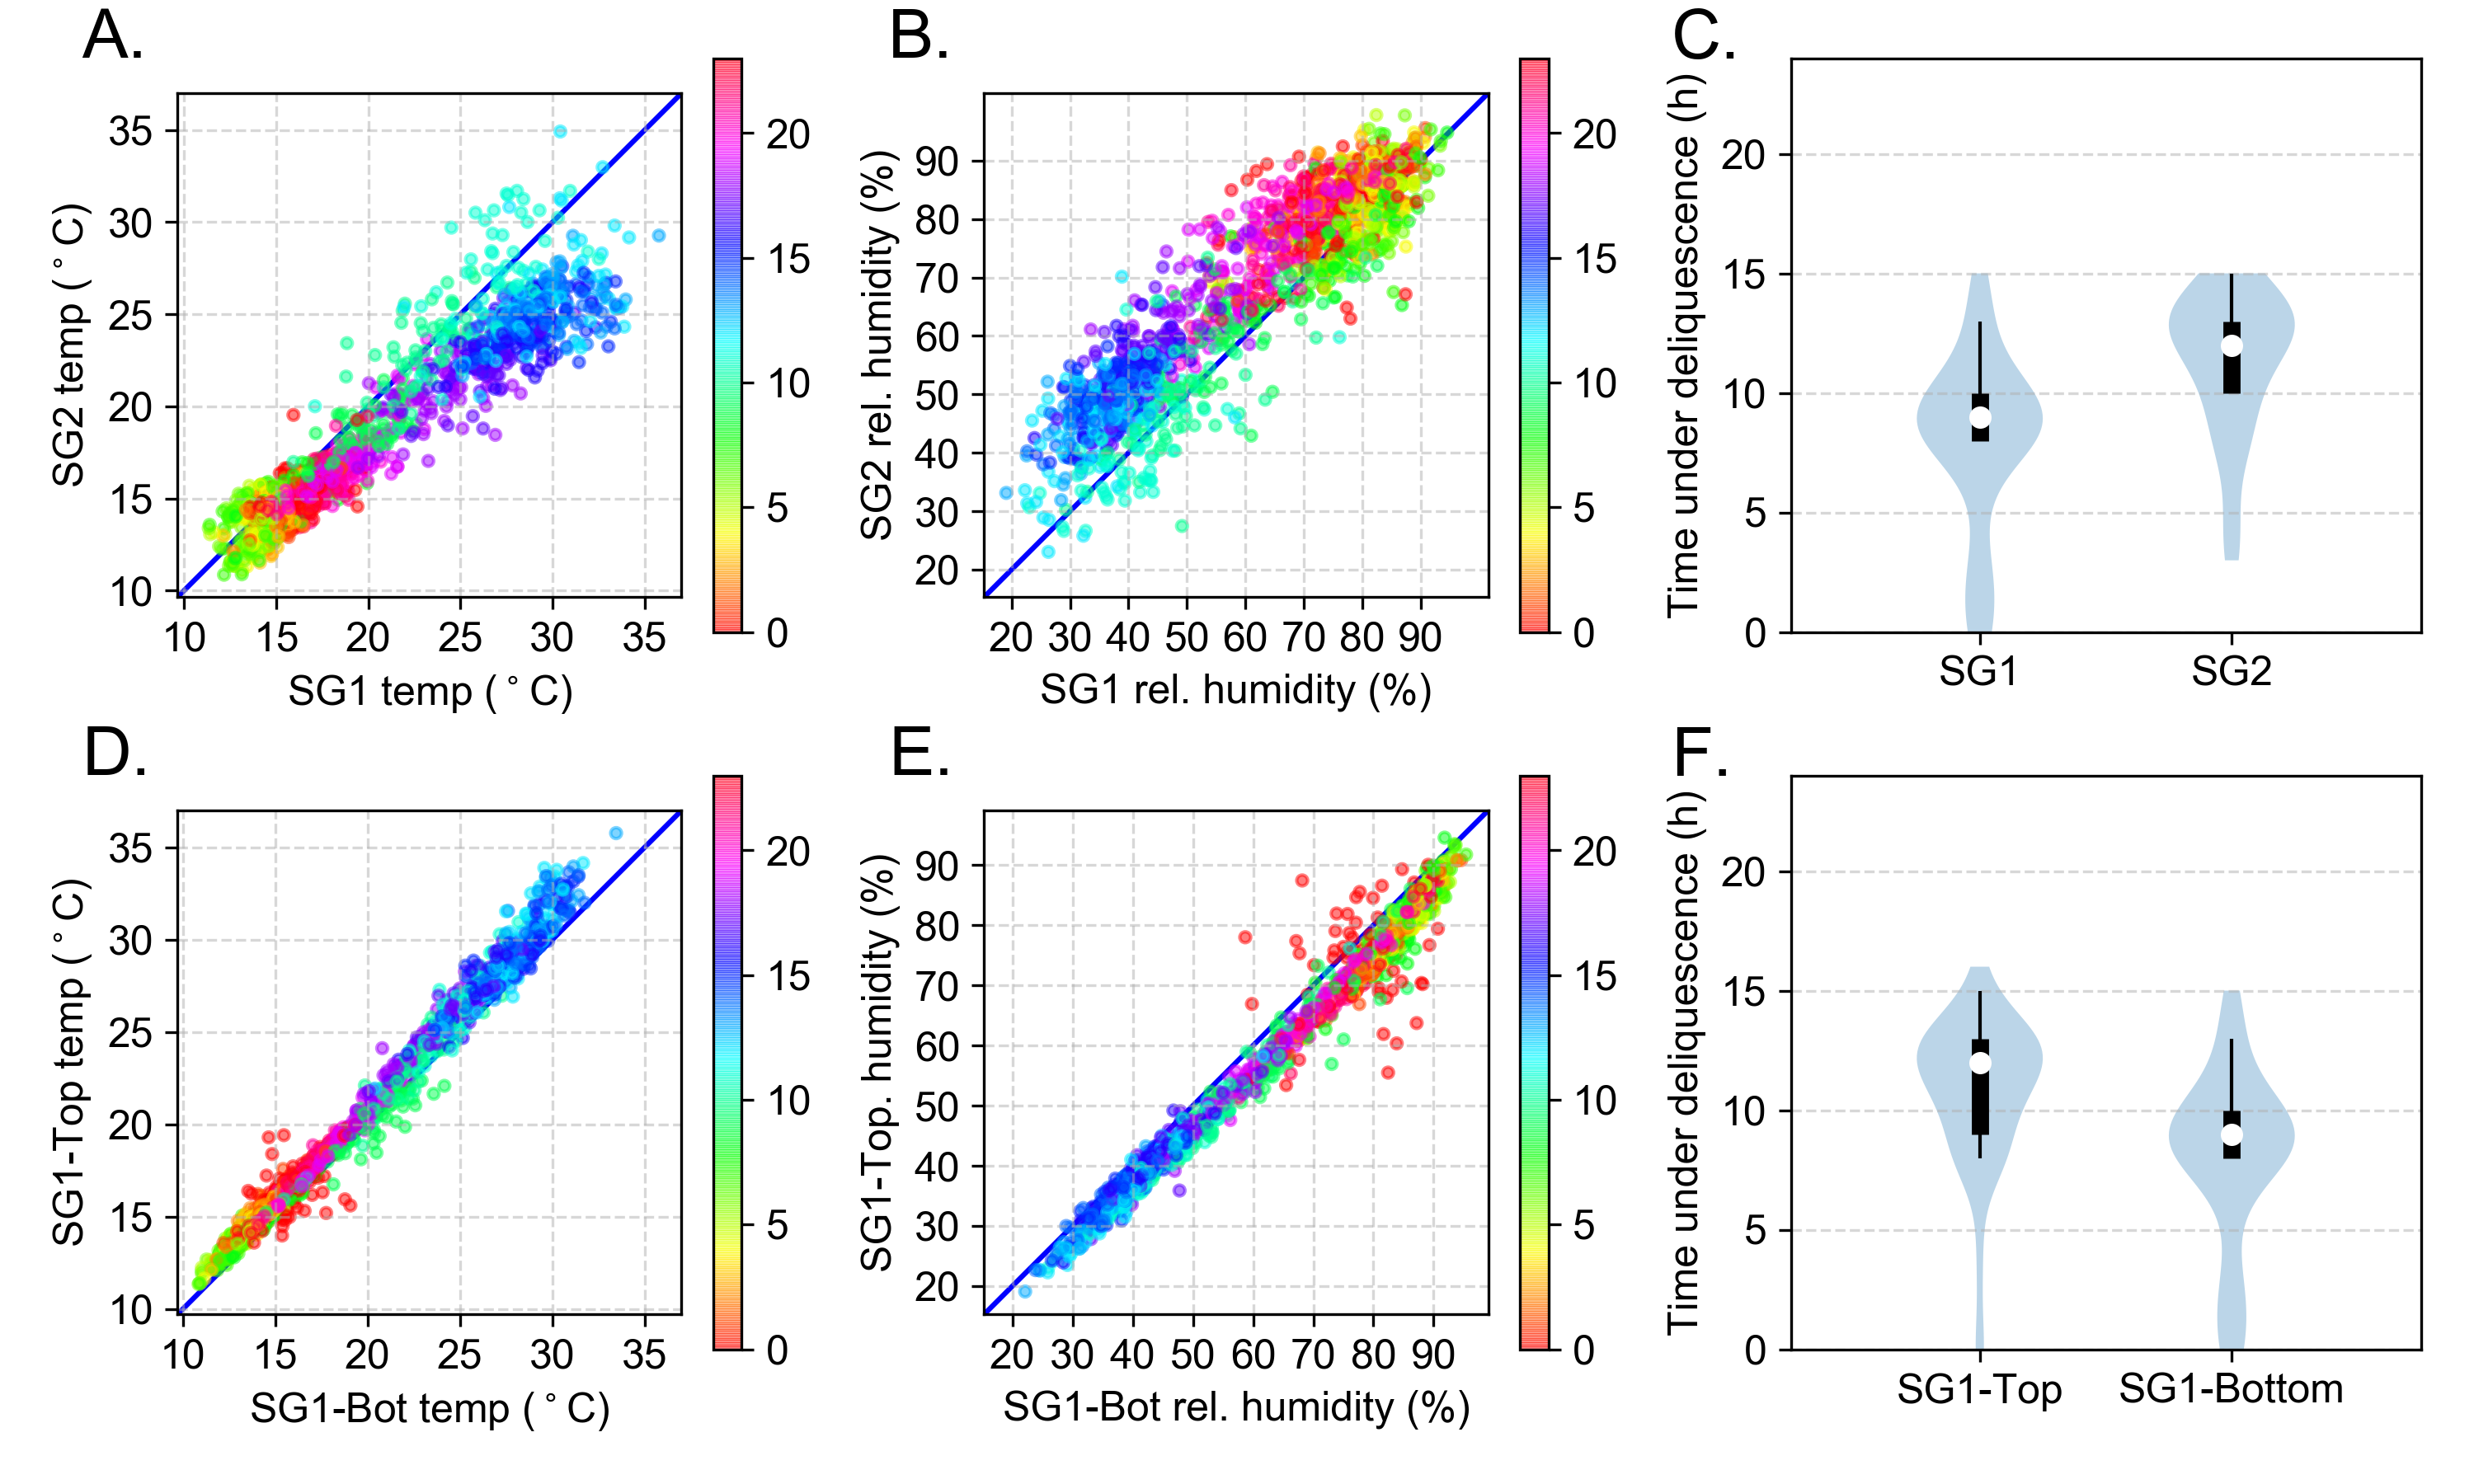 A.
B.
C.
35
30
25
20
15
10
SG2 temp (°C)
10 15 20 25 30 35
SG1 temp (°C)
20
15
10
5
0
90
80
70
60
50
40
30
20
SG2 rel. humidity (%)
20 30 40 50 60 70 80 90
SG1 rel. humidity (%)
20
15
10
5
0
Time under deliquescence (h)
20
15
10
5
0
SG1 SG2
D.
E.
F.
35
30
25
20
15
10
SG1-Top temp (°C)
10 15 20 25 30 35
SG1-Bot temp (°C)
20
15
10
5
0
90
80
70
60
50
40
30
20
SG1-Top. humidity (%)
20 30 40 50 60 70 80 90
SG1-Bot rel. humidity (%)
20
15
10
5
0
Time under deliquescence (h)
20
15
10
5
0
SG1-Top SG1-Bottom